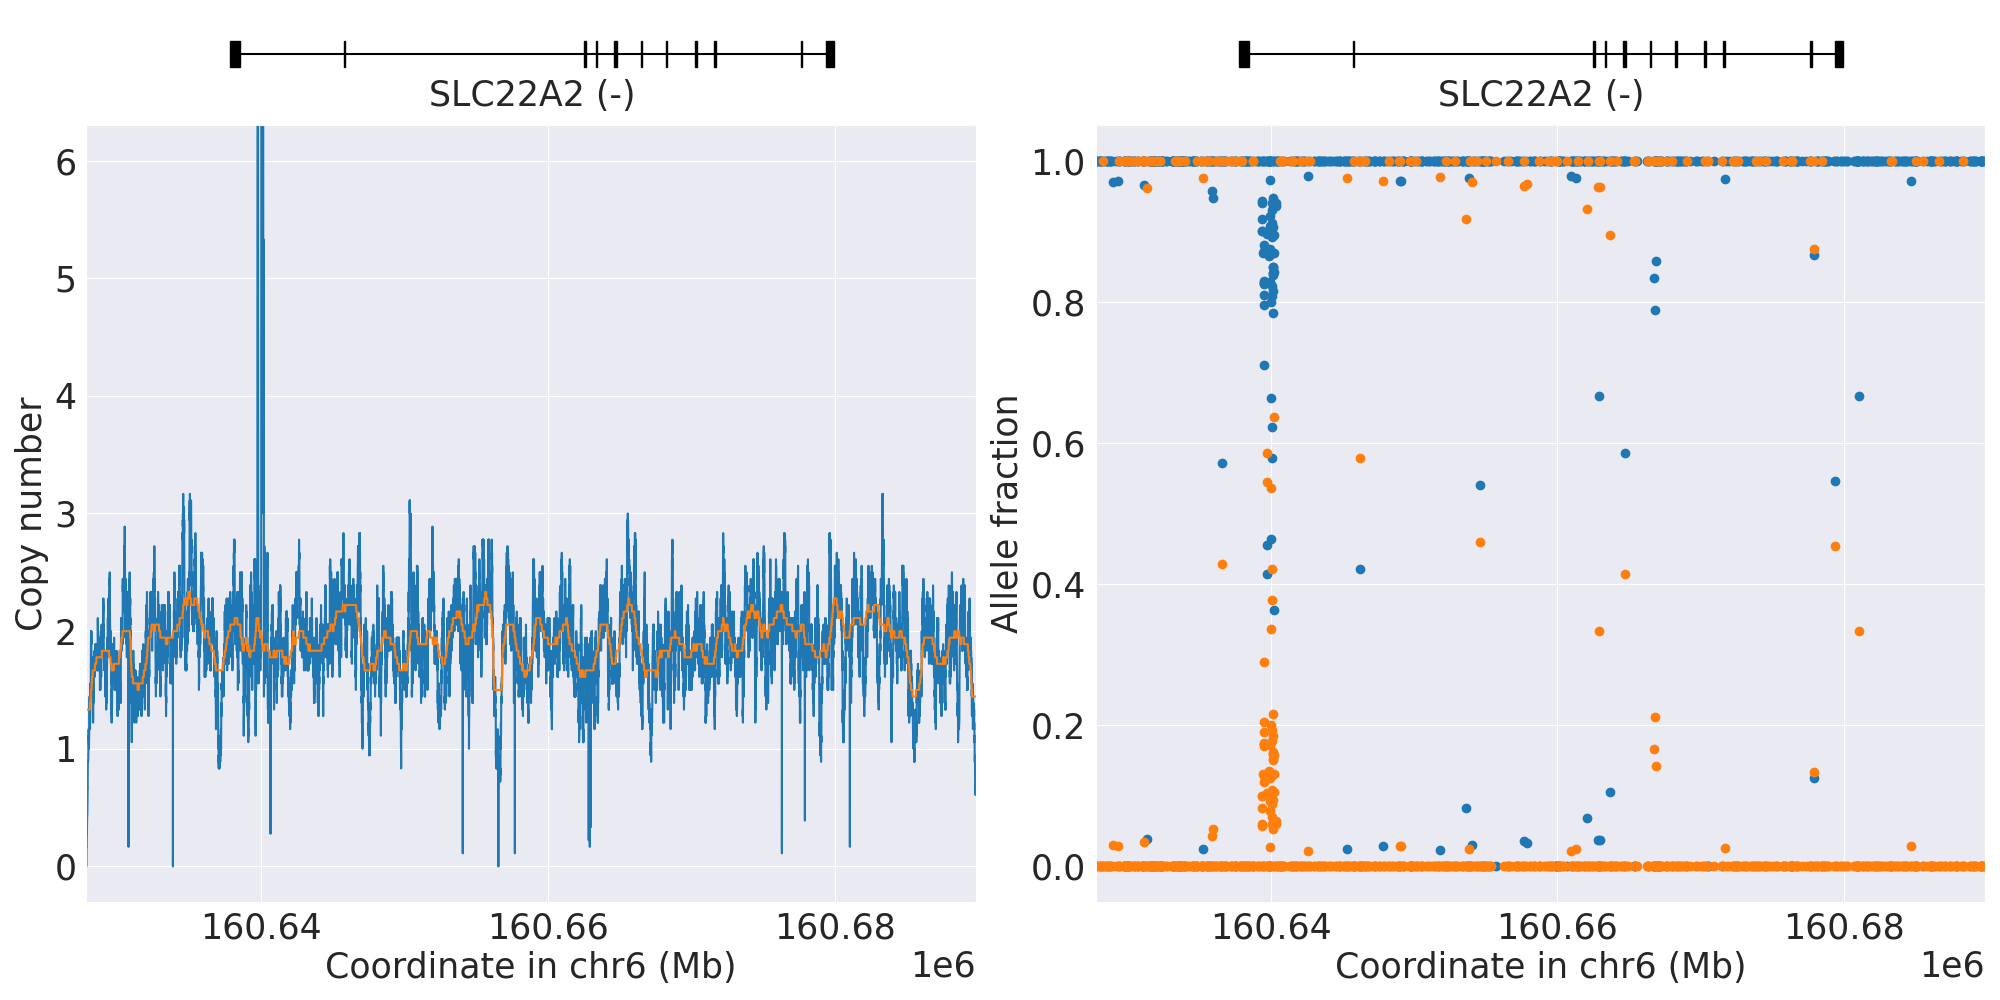 SLC22A2 (-)
6
5
4
3
2
1
0
Copy number
160.64
160.66
160.68
Coordinate in chr6 (Mb)
1e6
SLC22A2 (-)
1.0
0.8
0.6
0.4
0.2
0.0
Allele fraction
160.64
160.66
160.68
Coordinate in chr6 (Mb)
1e6